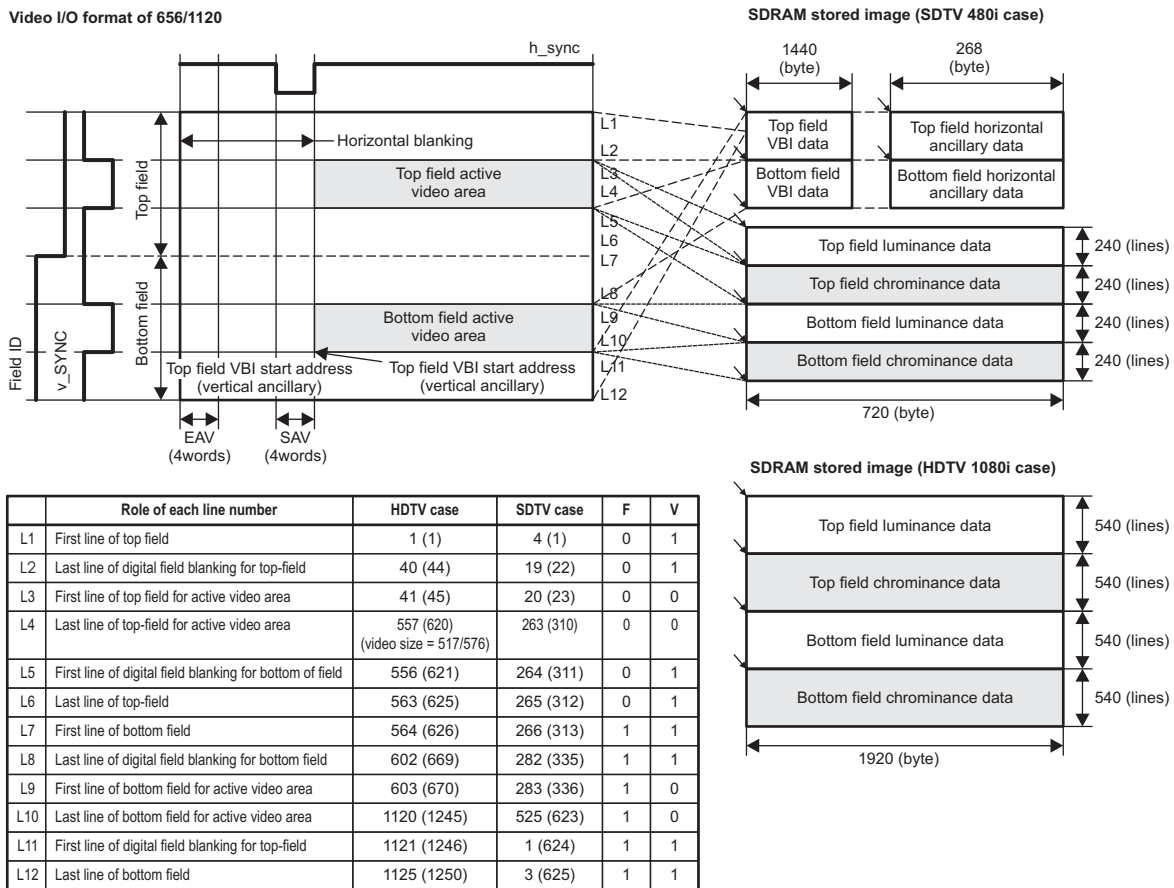 Video I/O format of 656/1120
h_sync
Horizontal blanking
Top field active
video area
Bottom field active
video area
Top field VBI start address
(vertical ancillary)
Top field VBI start address
(vertical ancillary)
Field ID
v_SYNC
Top field
Bottom field
EAV
(4words)
SAV
(4words)
L1
L2
L3
L4
L5
L6
L7
L8
L9
L10
L11
L12
SDRAM stored image (SDTV 480i case)
1440
(byte)
268
(byte)
Top field
VBI data
Top field horizontal
ancillary data
Bottom field
VBI data
Bottom field horizontal
ancillary data
Top field luminance data
240 (lines)
Top field chrominance data
240 (lines)
Bottom field luminance data
240 (lines)
Bottom field chrominance data
240 (lines)
720 (byte)
SDRAM stored image (HDTV 1080i case)
Top field luminance data
540 (lines)
Top field chrominance data
540 (lines)
Bottom field luminance data
540 (lines)
Bottom field chrominance data
540 (lines)
1920 (byte)
Role of each line number HDTV case SDTV case F V
L1 First line of top field 1 (1) 4 (1) 0 1
L2 Last line of digital field blanking for top-field 40 (44) 19 (22) 0 1
L3 First line of top field for active video area 41 (45) 20 (23) 0 0
L4 Last line of top-field for active video area 557 (620) 263 (310) 0 0
(video size = 517/576)
L5 First line of digital field blanking for bottom of field 556 (621) 264 (311) 0 1
L6 Last line of top-field 563 (625) 265 (312) 0 1
L7 First line of bottom field 564 (626) 266 (313) 1 1
L8 Last line of digital field blanking for bottom field 602 (669) 282 (335) 1 1
L9 First line of bottom field for active video area 603 (670) 283 (336) 1 0
L10 Last line of bottom field for active video area 1120 (1245) 525 (623) 1 0
L11 First line of digital field blanking for top-field 1121 (1246) 1 (624) 1 1
L12 Last line of bottom field 1125 (1250) 3 (625) 1 1